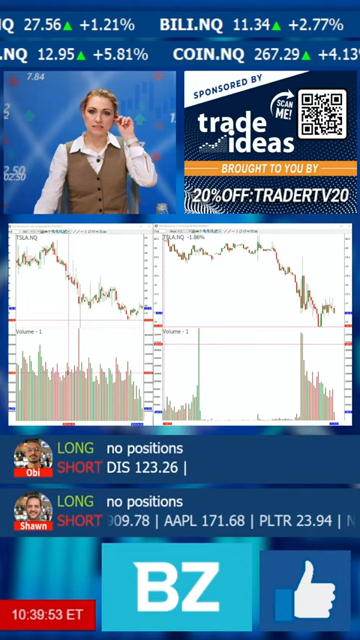 27.56▲ +1.21% BILI.NQ 11.34▲ +2.77%
.NQ 12.95▲ +5.81% COIN.NQ 267.29▲ +4.13%
7.84
SPONSORED BY
SCAN ME!
trade
ideas
BROUGHT TO YOU BY
20%OFF:TRADERTV20
TSLA.NQ
TSLA.NQ -1.86%
Volume - 1
Volume - 1
LONG no positions
SHORT DIS 123.26 |
Obi
LONG no positions
SHORT 909.78 | AAPL 171.68 | PLTR 23.94 | N
Shawn
10:39:53 ET
BZ